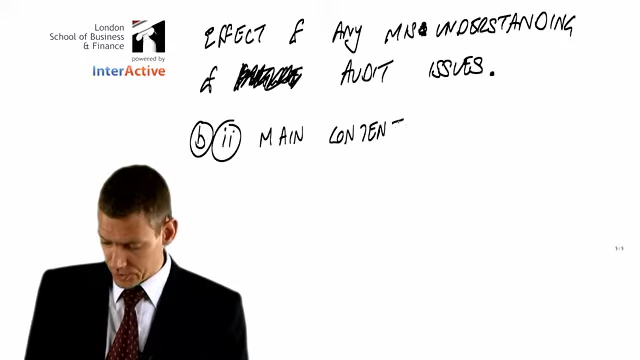 London
School of Business
& Finance
powered by
InterActive
EFFECT OF ANY MISUNDERSTANDING
OF AUDIT ISSUES.
b ii MAIN CONTENT